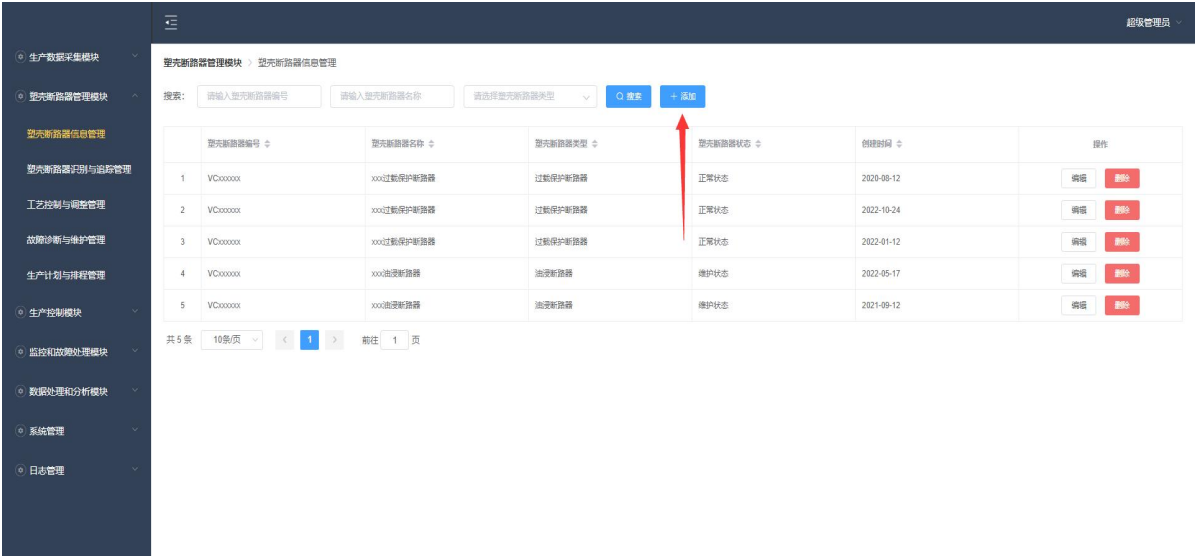 超级管理员
生产数据采集模块
塑壳断路器管理模块
塑壳断路器信息管理
塑壳断路器识别与追踪管理
工艺控制与调整管理
故障诊断与维护管理
生产计划与排程管理
生产控制模块
监控和故障处理模块
数据处理和分析模块
系统管理
日志管理
塑壳断路器管理模块 > 塑壳断路器信息管理
搜索： 请输入塑壳断路器编号 请输入塑壳断路器名称 请选择塑壳断路器类型 搜索 + 添加
塑壳断路器编号 塑壳断路器名称 塑壳断路器类型 塑壳断路器状态 创建时间 操作
1 VCxxxxxx xxx过载保护断路器 过载保护断路器 正常状态 2020-08-12 编辑 删除
2 VCxxxxxx xxx过载保护断路器 过载保护断路器 正常状态 2022-10-24 编辑 删除
3 VCxxxxxx xxx过载保护断路器 过载保护断路器 正常状态 2022-01-12 编辑 删除
4 VCxxxxxx xxx油浸断路器 油浸断路器 维护状态 2022-05-17 编辑 删除
5 VCxxxxxx xxx油浸断路器 油浸断路器 维护状态 2021-09-12 编辑 删除
共 5 条 10条/页 < 1 > 前往 1 页